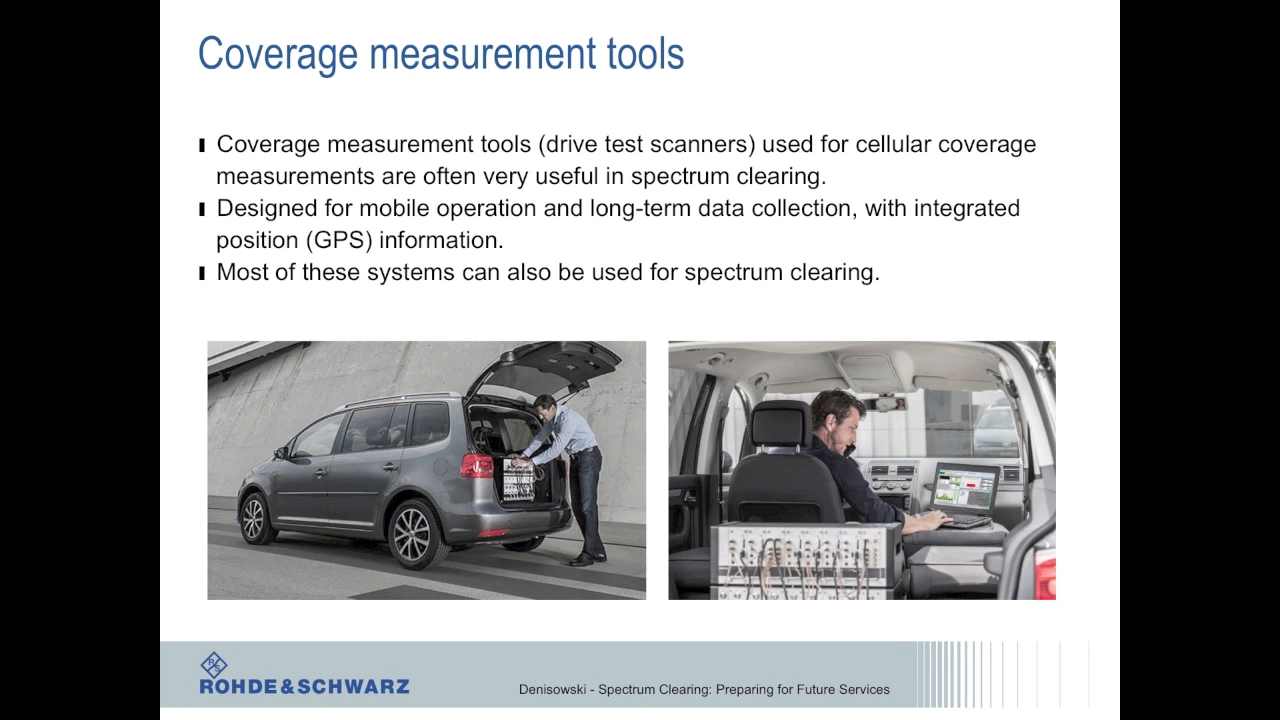 Coverage measurement tools
Coverage measurement tools (drive test scanners) used for cellular coverage
measurements are often very useful in spectrum clearing.
Designed for mobile operation and long-term data collection, with integrated
position (GPS) information.
Most of these systems can also be used for spectrum clearing.
R S
ROHDE & SCHWARZ
Denisowski - Spectrum Clearing: Preparing for Future Services